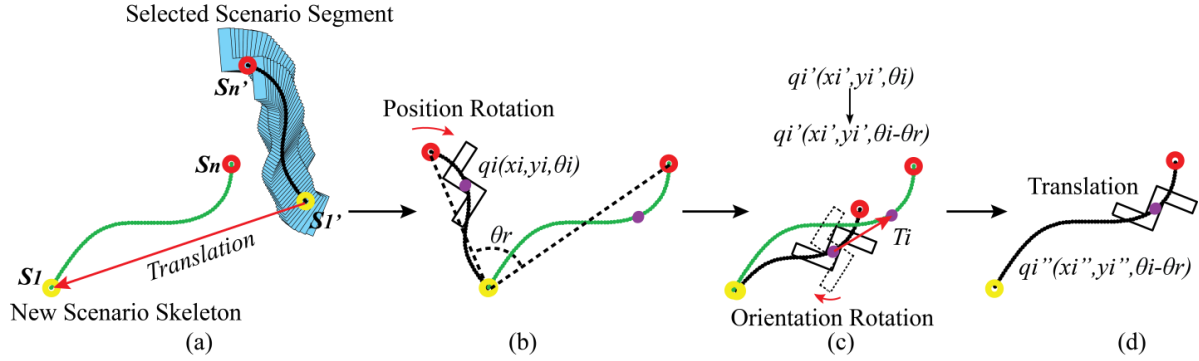 Selected Scenario Segment
Sn'
Sn
S1'
Translation
S1
New Scenario Skeleton
(a)
Position Rotation
qi(xi,yi,θi)
θr
(b)
qi'(xi',yi',θi)
qi'(xi',yi',θi-θr)
Ti
Orientation Rotation
(c)
Translation
qi''(xi'',yi'',θi-θr)
(d)